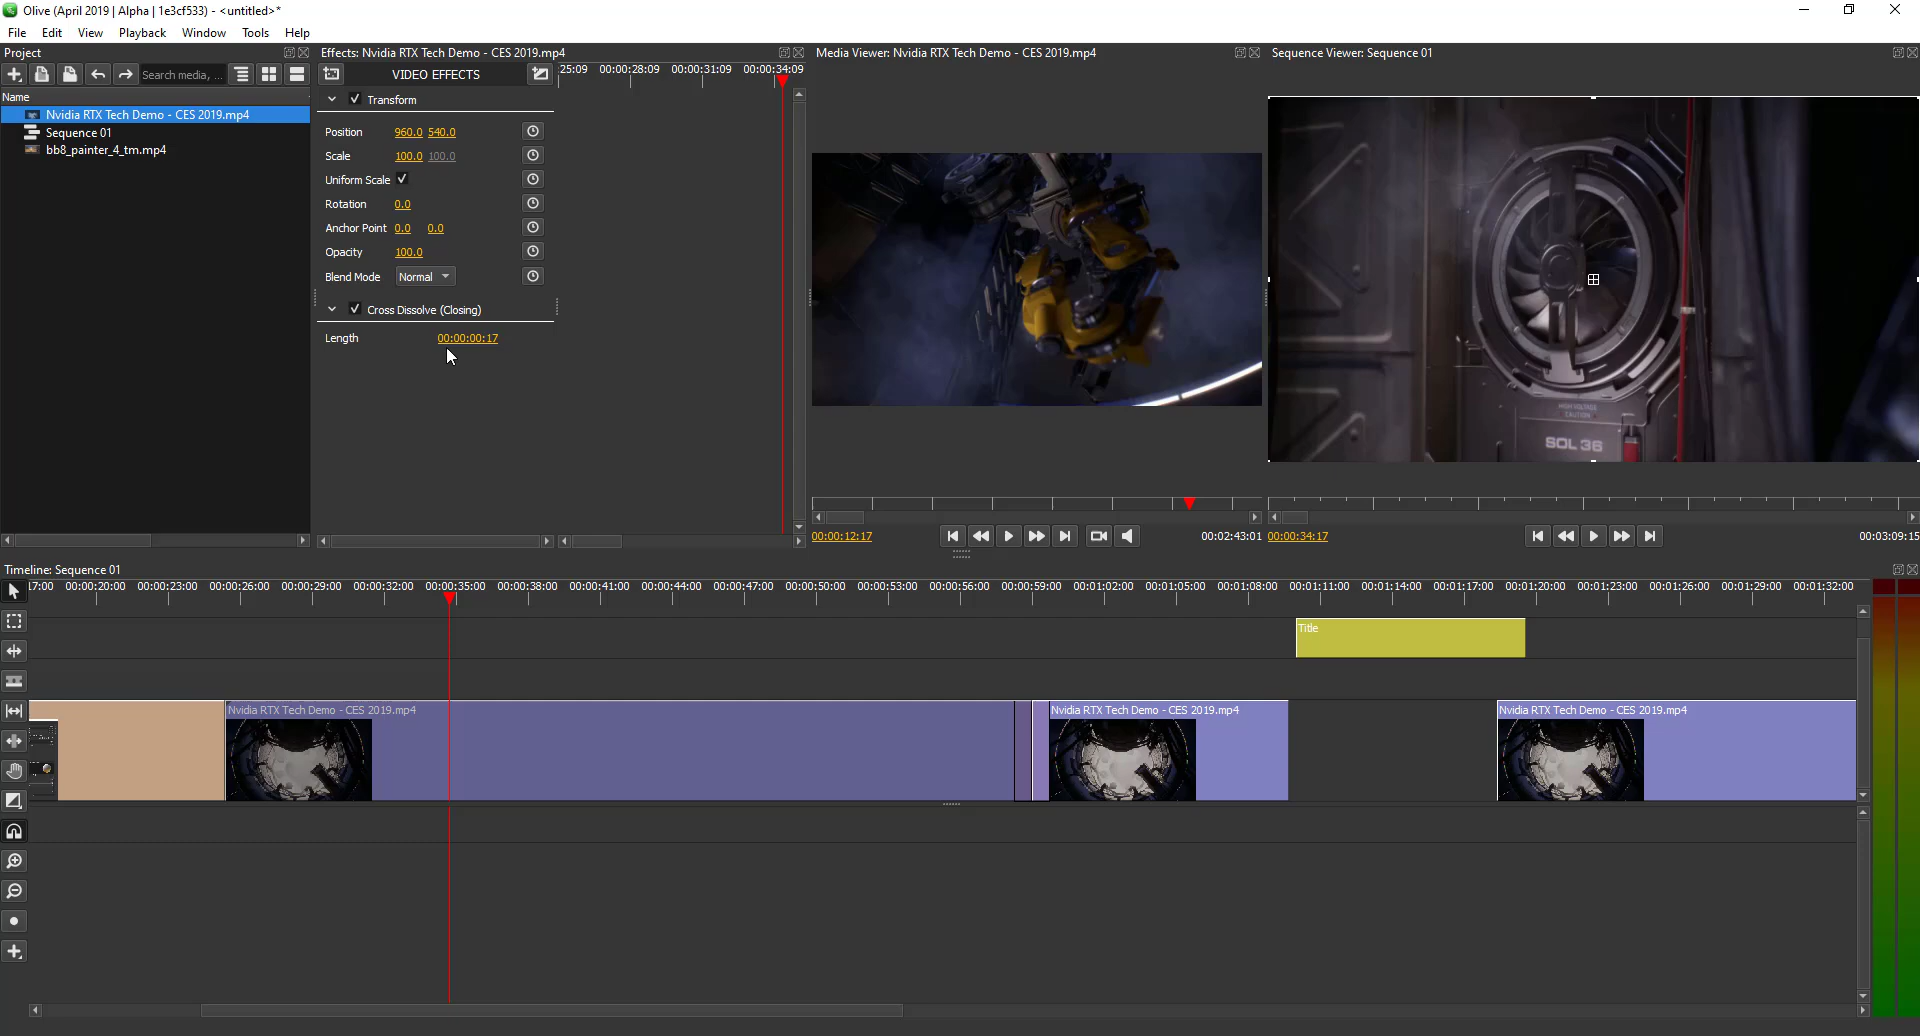 Olive (April 2019 | Alpha | 1e3cf533) - <untitled>*
File Edit View Playback Window Tools Help
Project
Search media, ...
Name
Nvidia RTX Tech Demo - CES 2019.mp4
Sequence 01
bb8_painter_4_tm.mp4
Effects: Nvidia RTX Tech Demo - CES 2019.mp4
VIDEO EFFECTS
:25:09 00:00:28:09 00:00:31:09 00:00:34:09
Transform
Position 960.0 540.0
Scale 100.0 100.0
Uniform Scale
Rotation 0.0
Anchor Point 0.0 0.0
Opacity 100.0
Blend Mode Normal
Cross Dissolve (Closing)
Length 00:00:00:17
Media Viewer: Nvidia RTX Tech Demo - CES 2019.mp4
00:00:12:17 00:02:43:01
Sequence Viewer: Sequence 01
HIGH VOLTAGE
CAUTION
SOL 36
00:00:34:17 00:03:09:15
Timeline: Sequence 01
17:00 00:00:20:00 00:00:23:00 00:00:26:00 00:00:29:00 00:00:32:00 00:00:35:00 00:00:38:00 00:00:41:00 00:00:44:00 00:00:47:00 00:00:50:00 00:00:53:00 00:00:56:00 00:00:59:00 00:01:02:00 00:01:05:00 00:01:08:00 00:01:11:00 00:01:14:00 00:01:17:00 00:01:20:00 00:01:23:00 00:01:26:00 00:01:29:00 00:01:32:00
Title
Nvidia RTX Tech Demo - CES 2019.mp4
Nvidia RTX Tech Demo - CES 2019.mp4
Nvidia RTX Tech Demo - CES 2019.mp4